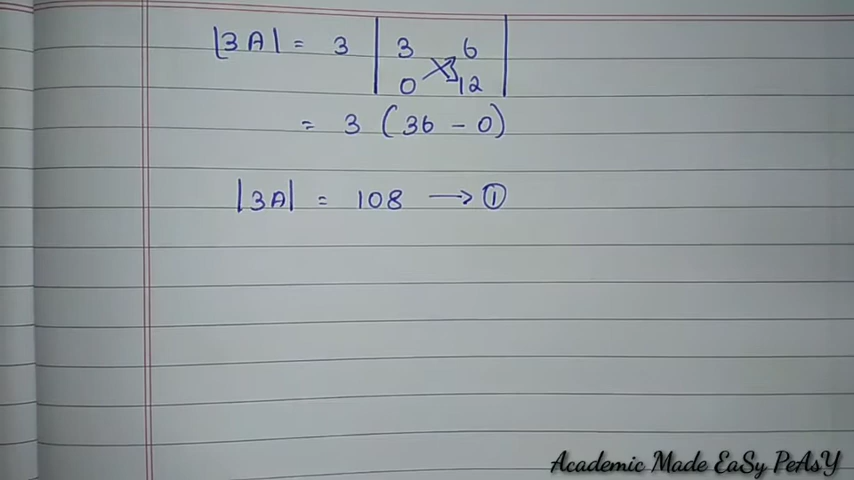 |3A| = 3 | 3 6 |
| 0 12 |
= 3 (36 - 0)
|3A| = 108 → ①
Academic Made EaSy PeAsY